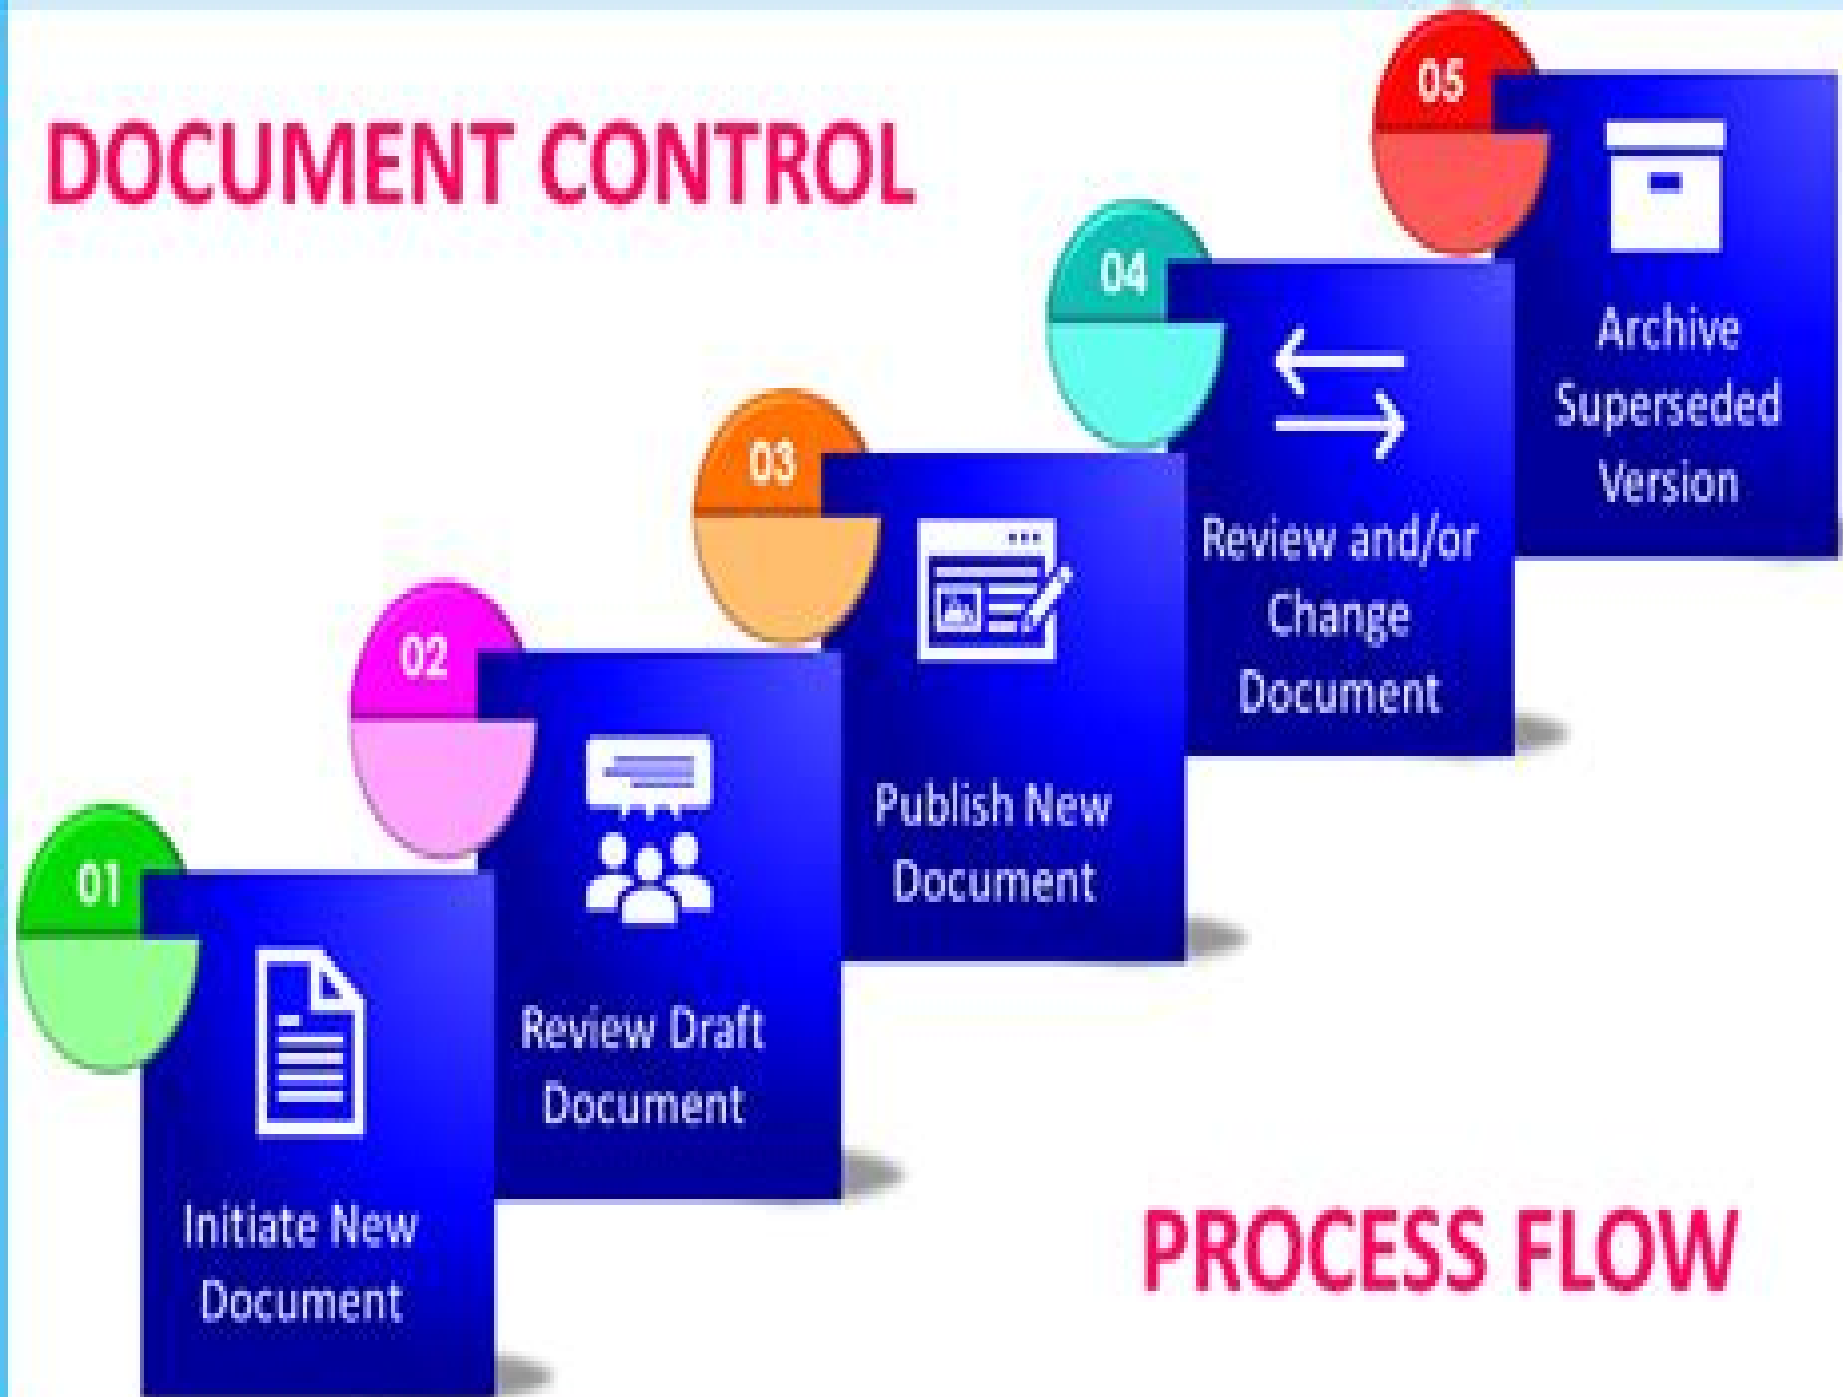 DOCUMENT CONTROL
01
Initiate New
Document
02
Review Draft
Document
03
Publish New
Document
04
Review and/or
Change
Document
05
Archive
Superseded
Version
PROCESS FLOW